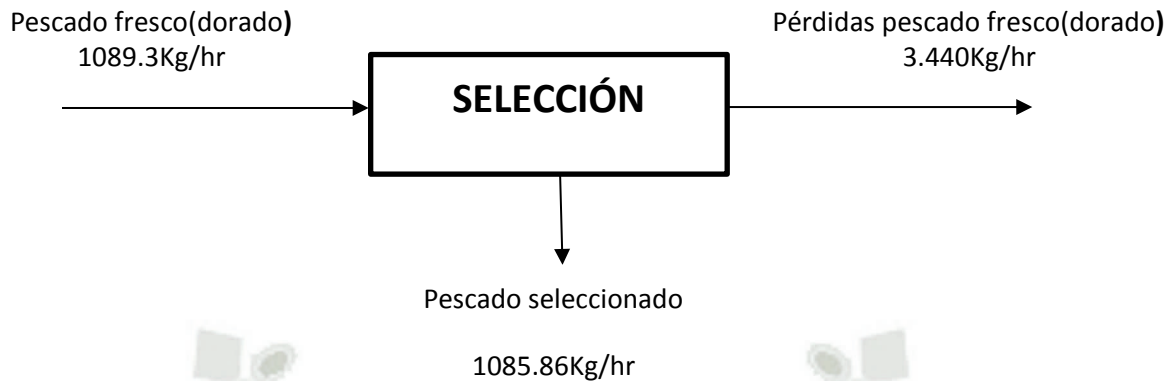 Pescado fresco(dorado)
1089.3Kg/hr
Pérdidas pescado fresco(dorado)
3.440Kg/hr
SELECCIÓN
Pescado seleccionado
1085.86Kg/hr